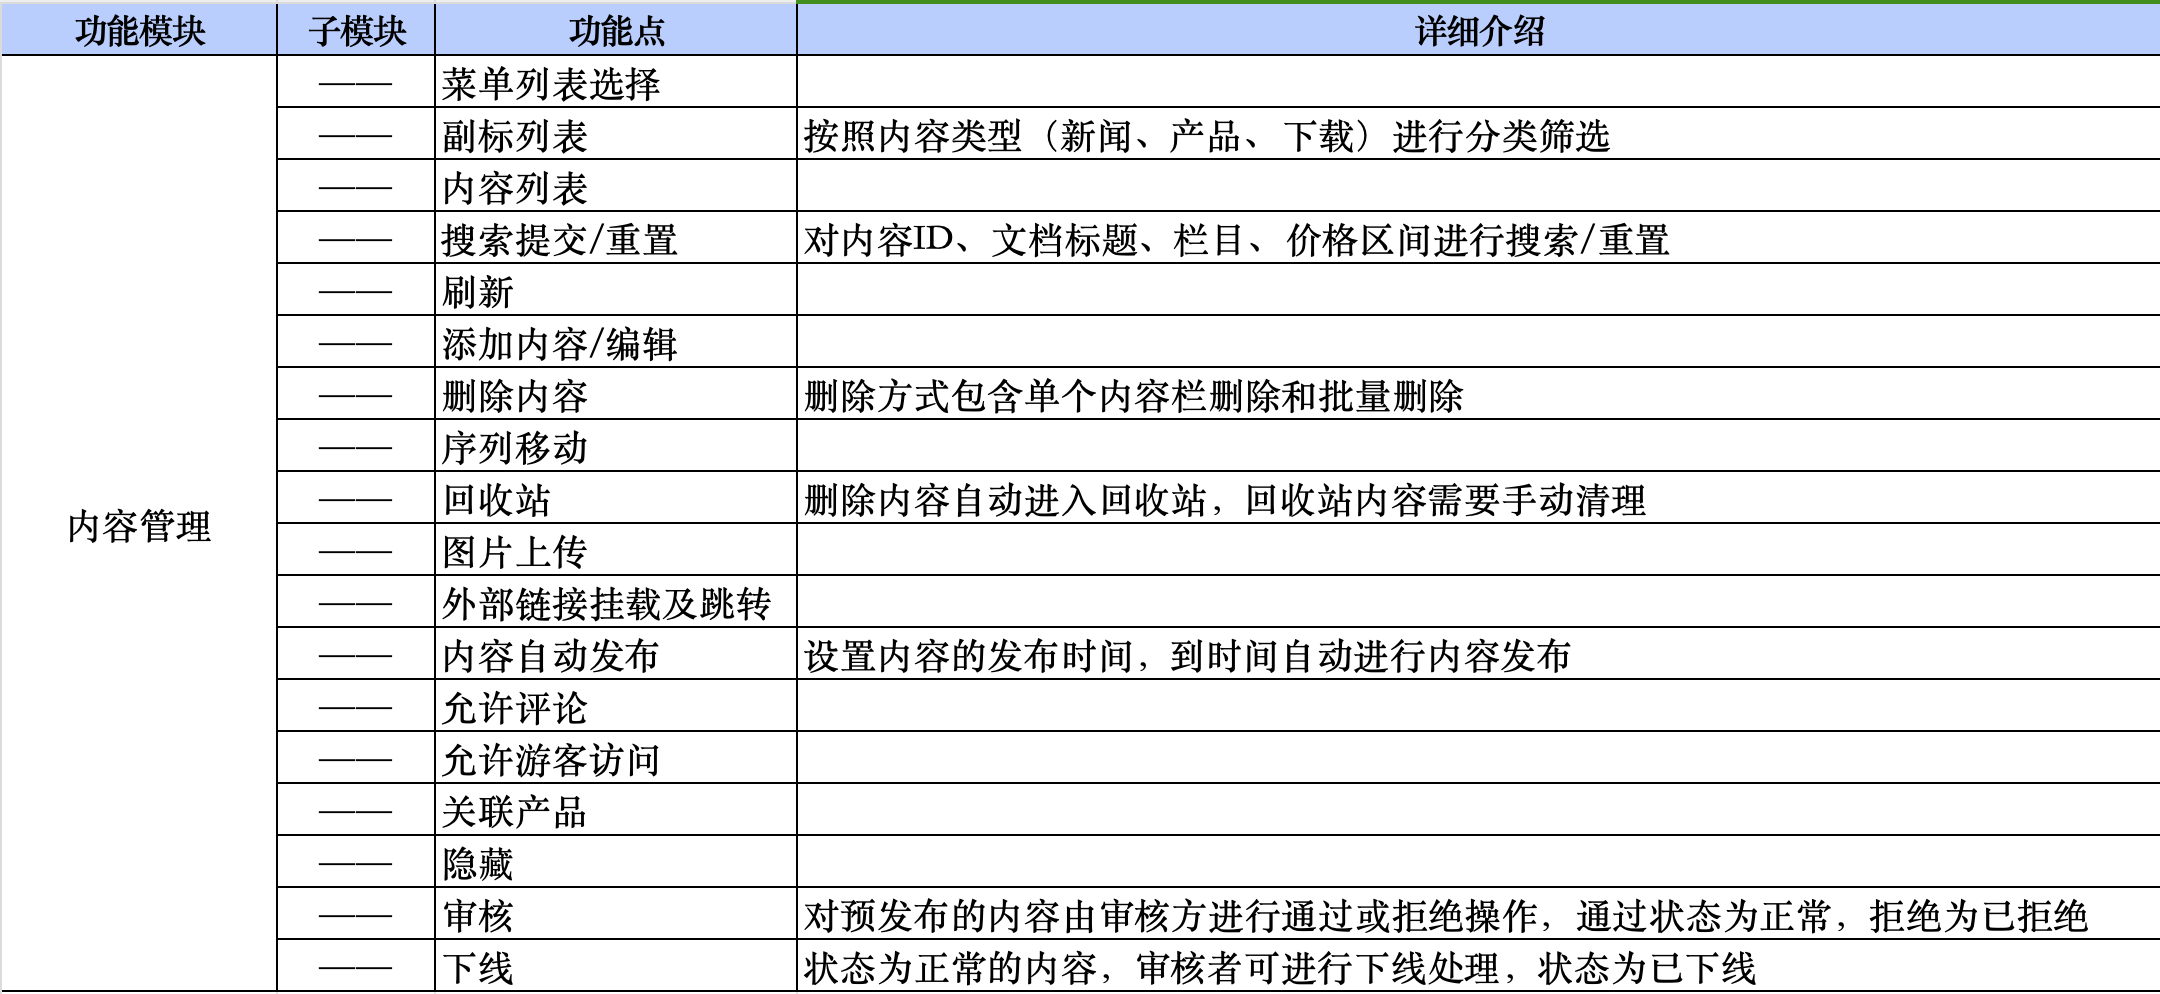 功能模块 子模块 功能点 详细介绍
—— 菜单列表选择
—— 副标列表 按照内容类型（新闻、产品、下载）进行分类筛选
—— 内容列表
—— 搜索提交/重置 对内容ID、文档标题、栏目、价格区间进行搜索/重置
—— 刷新
—— 添加内容/编辑
—— 删除内容 删除方式包含单个内容栏删除和批量删除
—— 序列移动
—— 回收站 删除内容自动进入回收站，回收站内容需要手动清理
内容管理
—— 图片上传
—— 外部链接挂载及跳转
—— 内容自动发布 设置内容的发布时间，到时间自动进行内容发布
—— 允许评论
—— 允许游客访问
—— 关联产品
—— 隐藏
—— 审核 对预发布的内容由审核方进行通过或拒绝操作，通过状态为正常，拒绝为已拒绝
—— 下线 状态为正常的内容，审核者可进行下线处理，状态为已下线